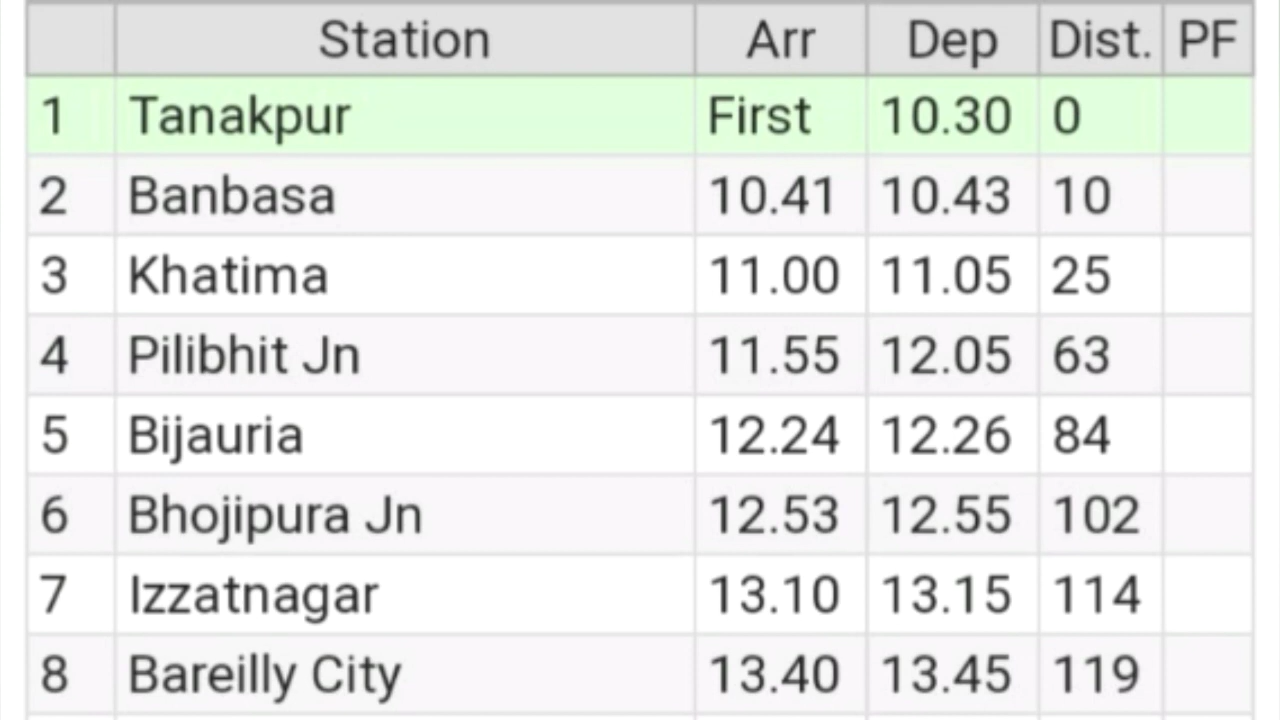 Station Arr Dep Dist. PF
1 Tanakpur First 10.30 0
2 Banbasa 10.41 10.43 10
3 Khatima 11.00 11.05 25
4 Pilibhit Jn 11.55 12.05 63
5 Bijauria 12.24 12.26 84
6 Bhojipura Jn 12.53 12.55 102
7 Izzatnagar 13.10 13.15 114
8 Bareilly City 13.40 13.45 119